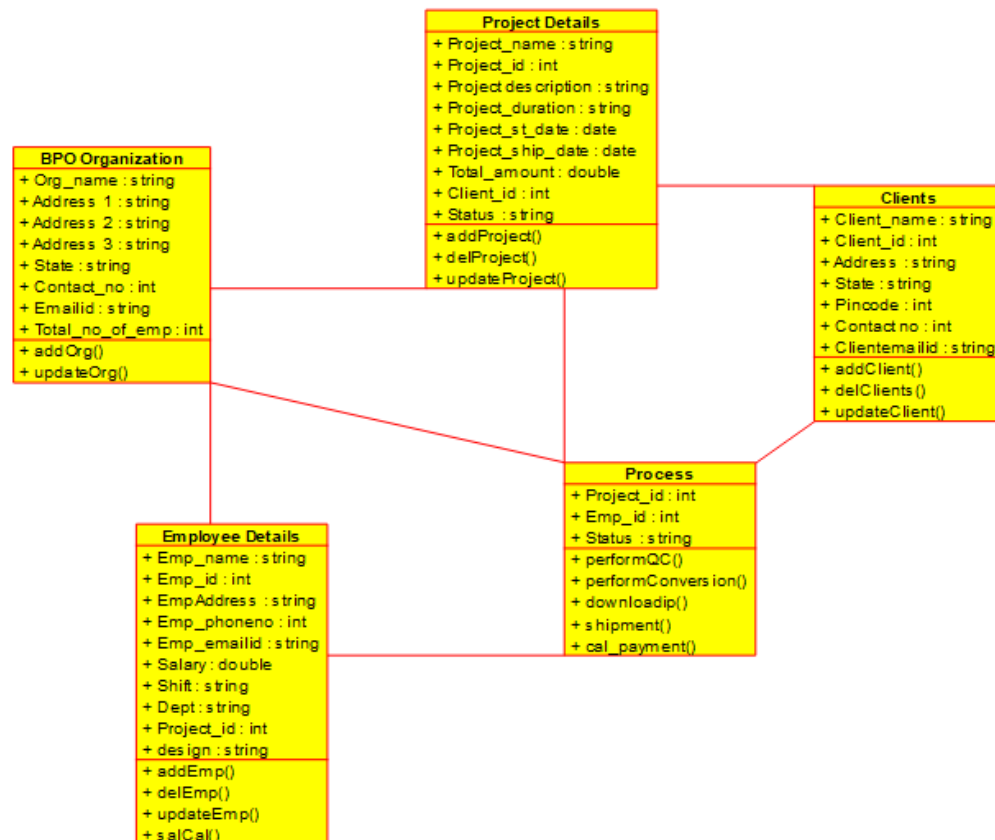 Project Details
+ Project_name : string
+ Project_id : int
+ Project description : string
+ Project_duration : string
+ Project_st_date : date
+ Project_ship_date : date
+ Total_amount : double
+ Client_id : int
+ Status : string
+ addProject()
+ delProject()
+ updateProject()
BPO Organization
+ Org_name : string
+ Address 1 : string
+ Address 2 : string
+ Address 3 : string
+ State : string
+ Contact_no : int
+ Emailid : string
+ Total_no_of_emp : int
+ addOrg()
+ updateOrg()
Clients
+ Client_name : string
+ Client_id : int
+ Address : string
+ State : string
+ Pincode : int
+ Contact no : int
+ Clientemailid : string
+ addClient()
+ delClients()
+ updateClient()
Process
+ Project_id : int
+ Emp_id : int
+ Status : string
+ performQC()
+ performConversion()
+ downloadip()
+ shipment()
+ cal_payment()
Employee Details
+ Emp_name : string
+ Emp_id : int
+ EmpAddress : string
+ Emp_phoneno : int
+ Emp_emailid : string
+ Salary : double
+ Shift : string
+ Dept : string
+ Project_id : int
+ design : string
+ addEmp()
+ delEmp()
+ updateEmp()
+ salCal()